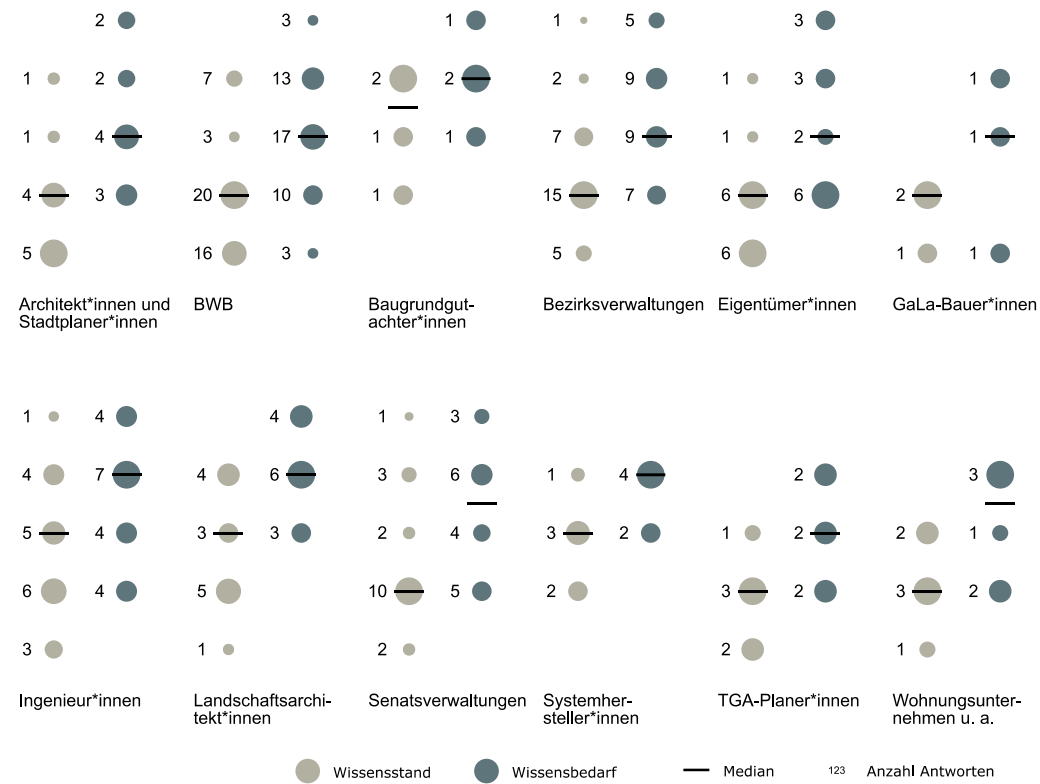 2 3 1 1 5 3
1 2 7 13 2 2 2 9 1 3 1
1 4 3 17 1 1 7 9 1 2 1
4 3 20 10 1 15 7 6 6 2
5 16 3 5 6 1 1
Architekt*innen und BWB Baugrundgut- Bezirksverwaltungen Eigentümer*innen GaLa-Bauer*innen
Stadtplaner*innen achter*innen
1 4 4 1 3
4 7 4 6 3 6 1 4 2 3
5 4 3 3 2 4 3 2 1 2 2 1
6 4 5 10 5 2 3 2 3 2
3 1 2 2 1
Ingenieur*innen Landschaftsarchi- Senatsverwaltungen Systemher- TGA-Planer*innen Wohnungsunter-
tekt*innen steller*innen nehmen u. a.
Wissensstand Wissensbedarf Median 123 Anzahl Antworten